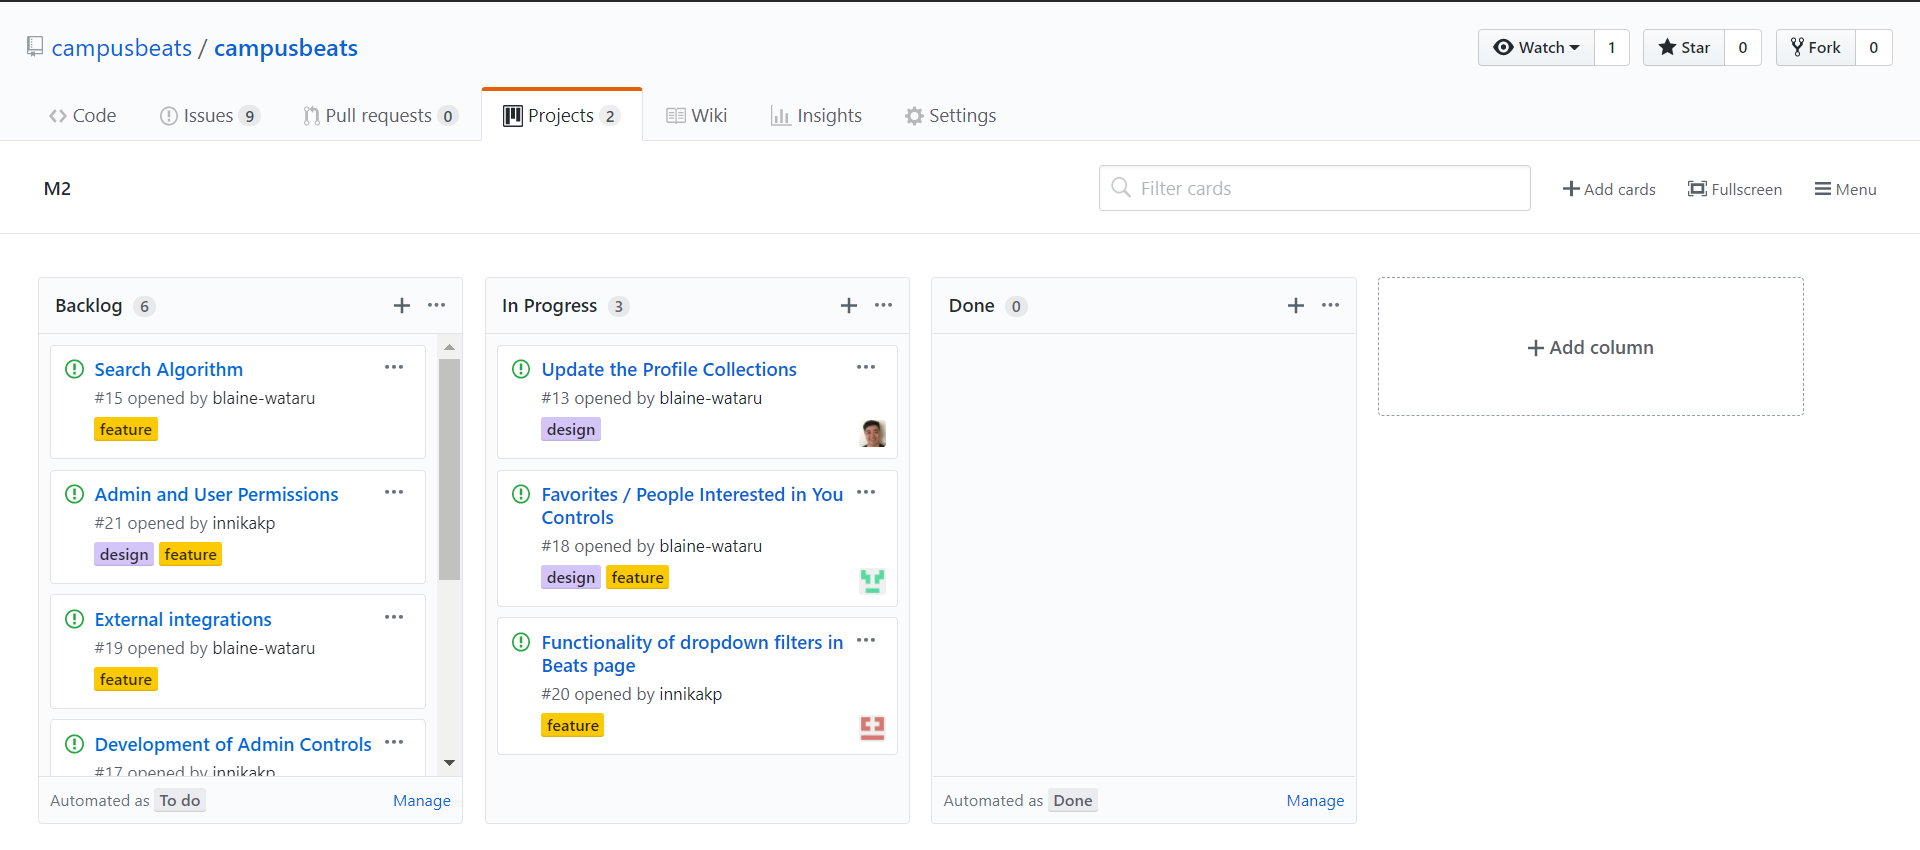 campusbeats / campusbeats
Watch 1 Star 0 Fork 0
Code Issues 9 Pull requests 0 Projects 2 Wiki Insights Settings
M2
Filter cards
Add cards Fullscreen Menu
Backlog 6
Search Algorithm
#15 opened by blaine-wataru
feature
Admin and User Permissions
#21 opened by innikakp
design feature
External integrations
#19 opened by blaine-wataru
feature
Development of Admin Controls
#17 opened by innikakp
Automated as To do Manage
In Progress 3
Update the Profile Collections
#13 opened by blaine-wataru
design
Favorites / People Interested in You
Controls
#18 opened by blaine-wataru
design feature
Functionality of dropdown filters in
Beats page
#20 opened by innikakp
feature
Done 0
Automated as Done Manage
Add column